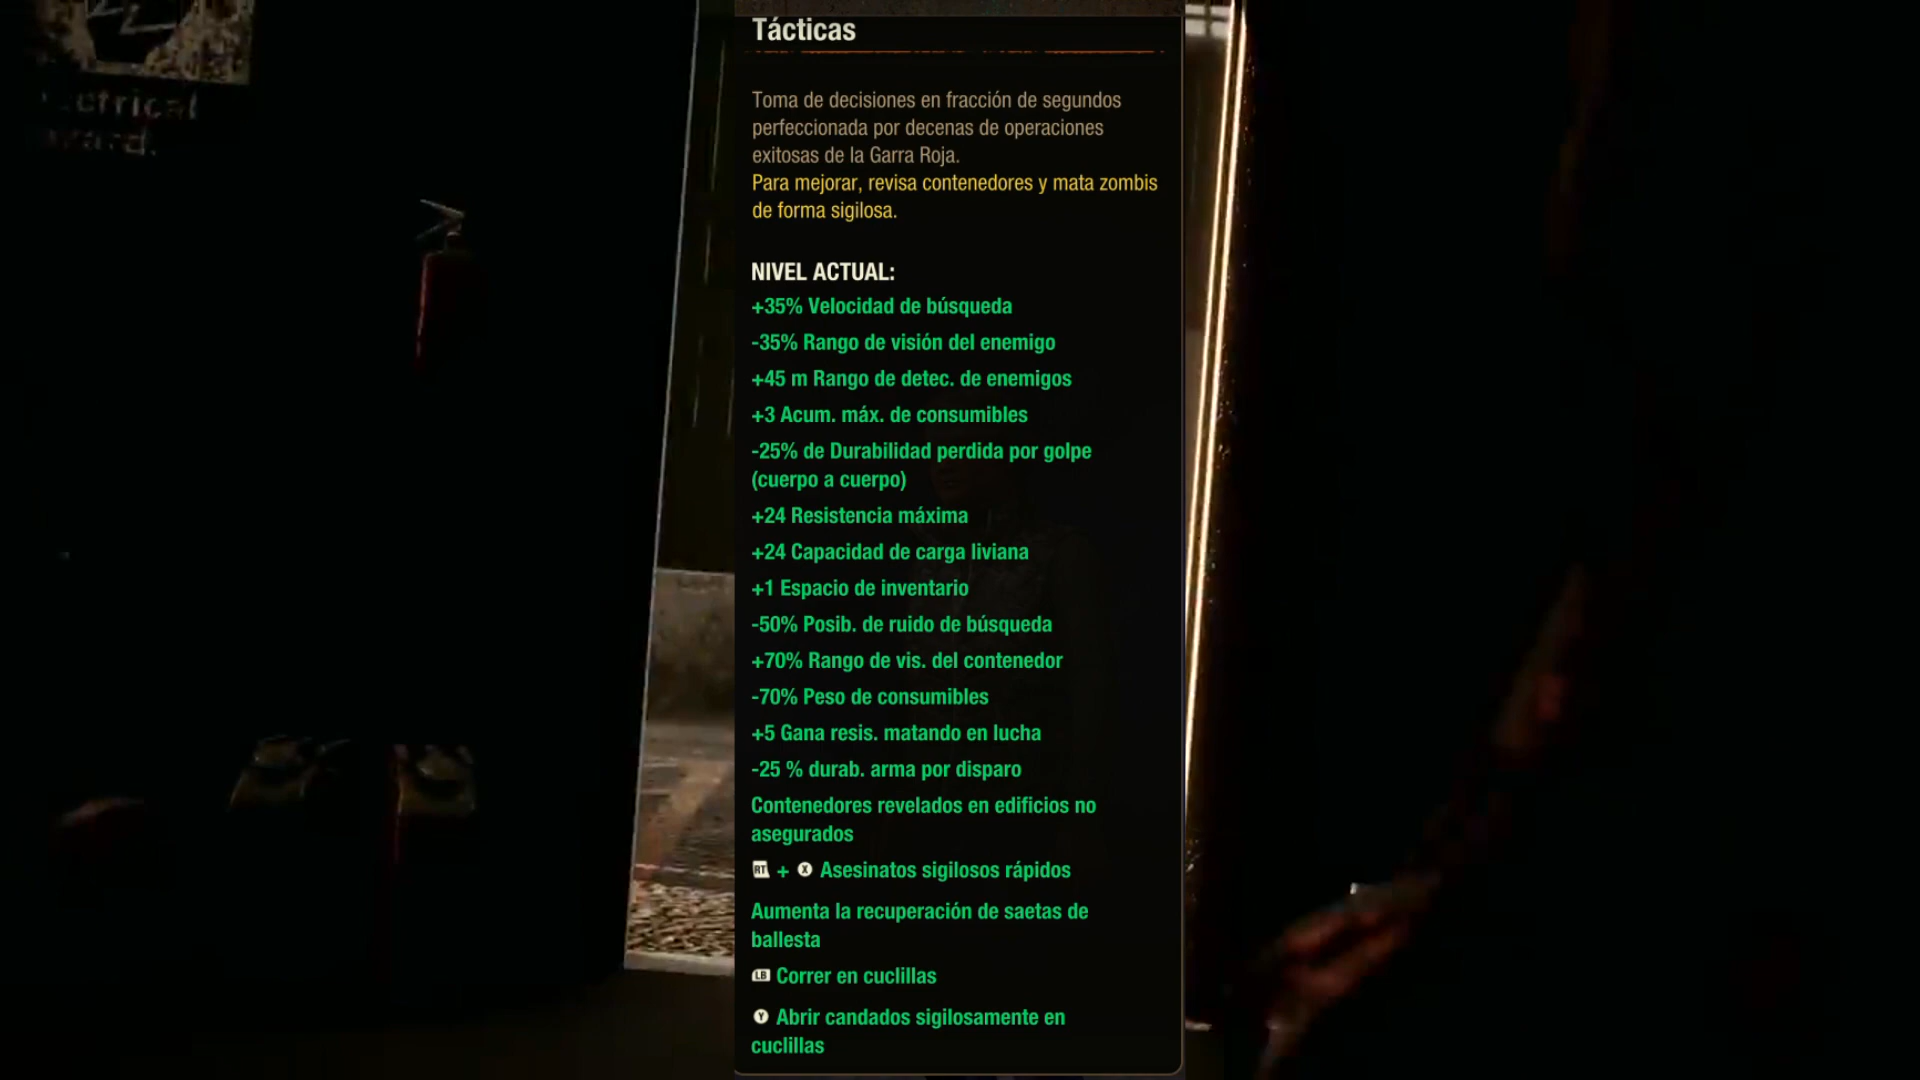 Tácticas
ctrical
Toma de decisiones en fracción de segundos
perfeccionada por decenas de operaciones
exitosas de la Garra Roja.
Para mejorar, revisa contenedores y mata zombis
de forma sigilosa.
NIVEL ACTUAL:
+35% Velocidad de búsqueda
-35% Rango de visión del enemigo
+45 m Rango de detec. de enemigos
+3 Acum. máx. de consumibles
-25% de Durabilidad perdida por golpe
(cuerpo a cuerpo)
+24 Resistencia máxima
+24 Capacidad de carga liviana
+1 Espacio de inventario
-50% Posib. de ruido de búsqueda
+70% Rango de vis. del contenedor
-70% Peso de consumibles
+5 Gana resis. matando en lucha
-25 % durab. arma por disparo
Contenedores revelados en edificios no
asegurados
RT + X Asesinatos sigilosos rápidos
Aumenta la recuperación de saetas de
ballesta
LB Correr en cuclillas
Y Abrir candados sigilosamente en
cuclillas